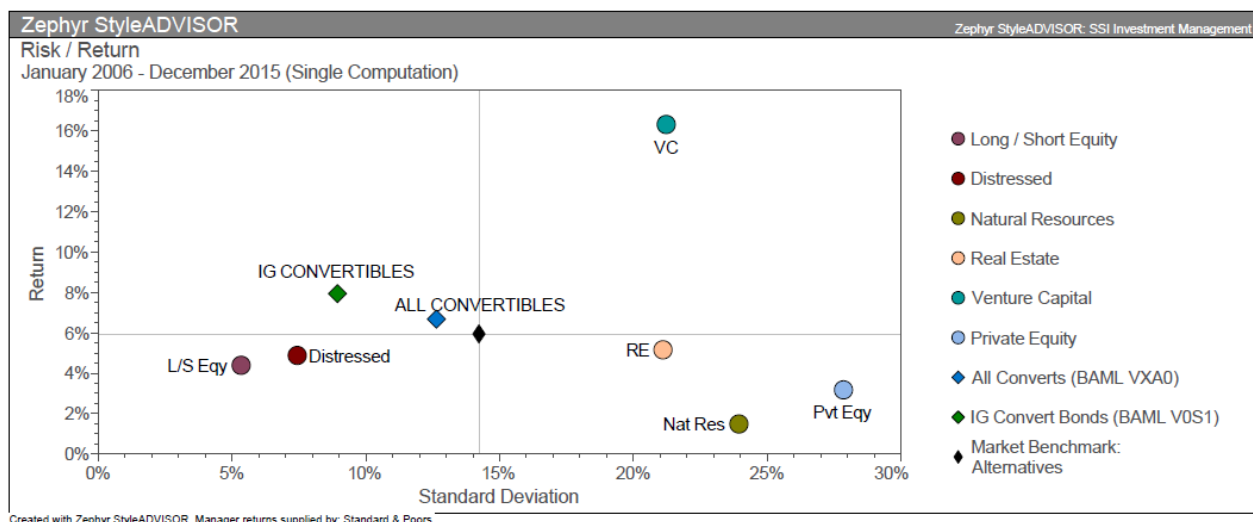 Zephyr StyleADVISOR
Zephyr StyleADVISOR: SSI Investment Management
Risk / Return
January 2006 - December 2015 (Single Computation)
18%
16%
14%
12%
10%
8%
6%
4%
2%
0%
Return
VC
IG CONVERTIBLES
ALL CONVERTIBLES
L/S Eqy
Distressed
RE
Nat Res
Pvt Eqy
0%
5%
10%
15%
20%
25%
30%
Standard Deviation
Long / Short Equity
Distressed
Natural Resources
Real Estate
Venture Capital
Private Equity
All Converts (BAML VXA0)
IG Convert Bonds (BAML V0S1)
Market Benchmark:
Alternatives
Created with Zephyr StyleADVISOR. Manager returns supplied by: Standard & Poors